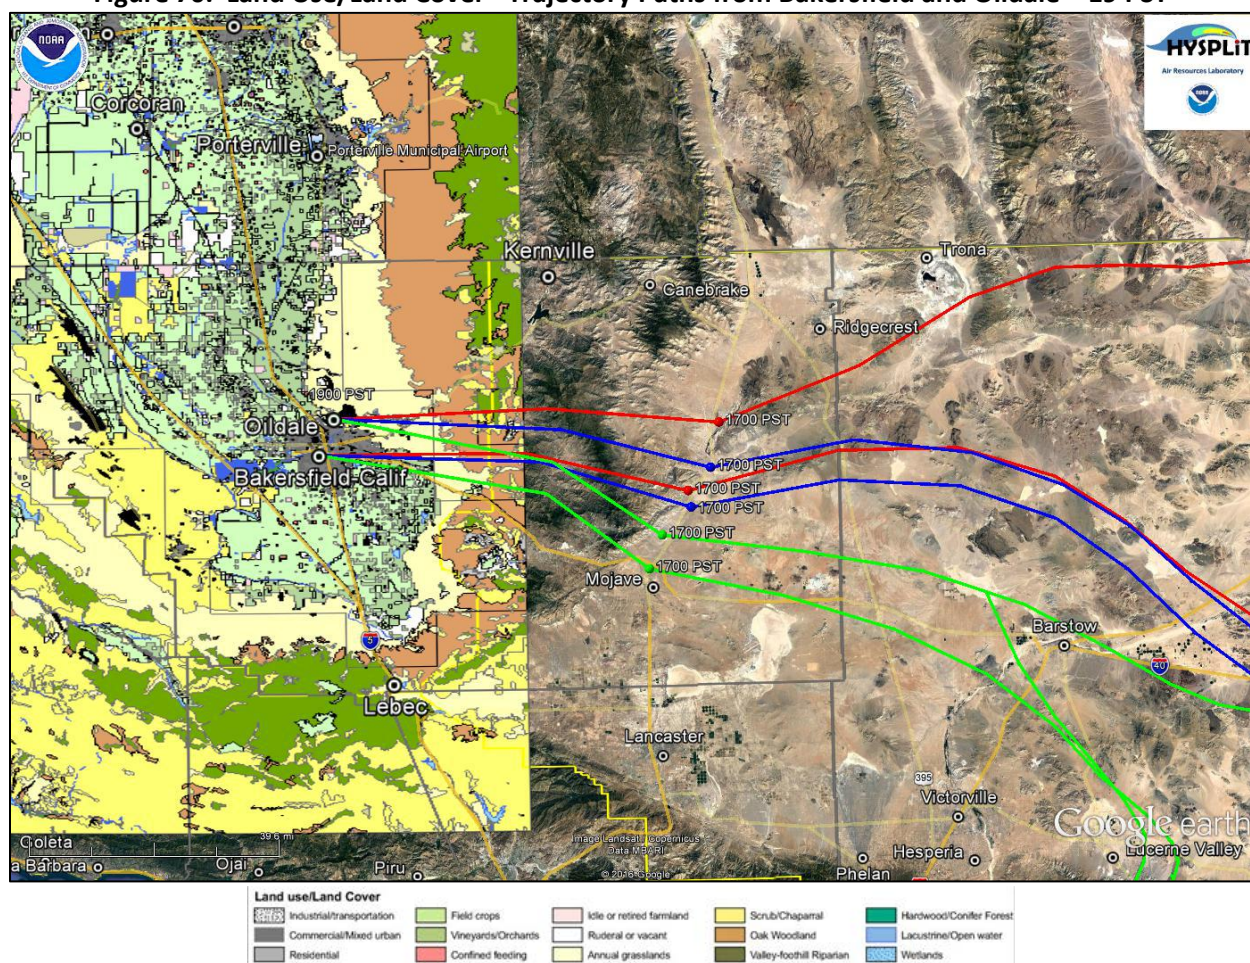 Figure 70: Land Use/Land Cover - Trajectory Paths from Bakersfield and Oildale – 19 PST
NOAA
HYSPLIT
Air Resources Laboratory
NOAA
Corcoran
Porterville
Porterville Municipal Airport
Kernville
Trona
Canebrake
Ridgecrest
1900 PST
Oildale
1700 PST
Bakersfield-Calif
1700 PST
1700 PST
1700 PST
1700 PST
1700 PST
Mojave
5
Barstow
40
Lebec
Lancaster
395
Victorville
Google earth
39.6 mi
Image Landsat / Copernicus
Data MBARI
© 2016 Google
Goleta
a Barbara
Ojai
Piru
Phelan
Hesperia
Lucerne Valley
Land use/Land Cover
Industrial/transportation
Field crops
Idle or retired farmland
Scrub/Chaparral
Hardwood/Conifer Forest
Commercial/Mixed urban
Vineyards/Orchards
Ruderal or vacant
Oak Woodland
Lacustrine/Open water
Residential
Confined feeding
Annual grasslands
Valley-foothill Riparian
Wetlands